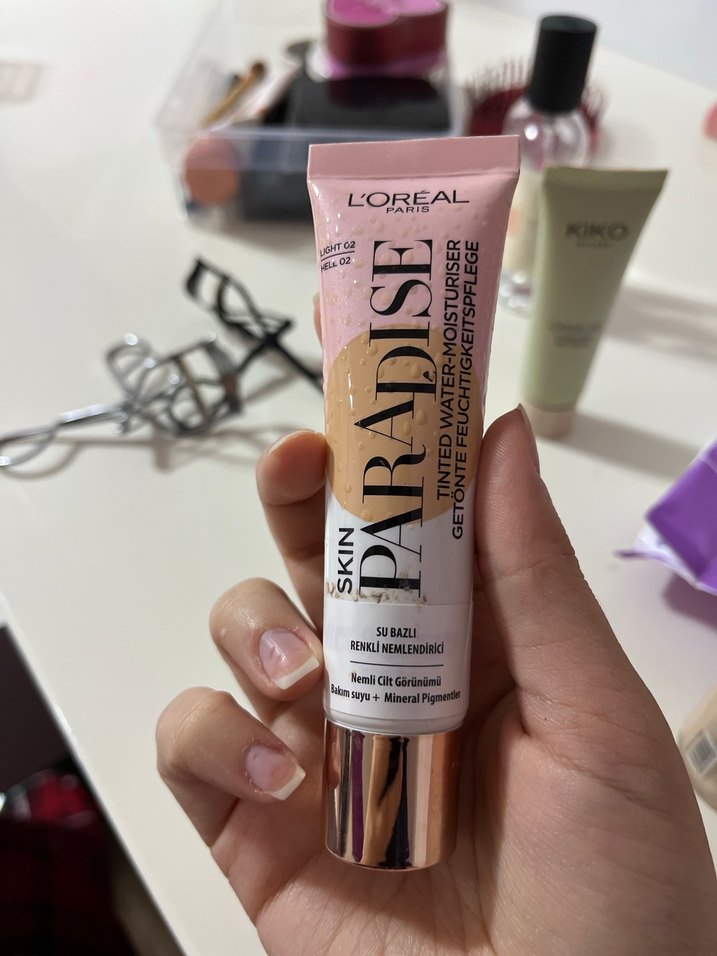 L'ORÉAL
PARIS
LIGHT 02
HELL 02
SKIN
PARADISE
TINTED WATER-MOISTURISER
GETÖNTE FEUCHTIGKEITSPFLEGE
SU BAZLI
RENKLİ NEMLENDİRİCİ
Nemli Cilt Görünümü
Bakım suyu + Mineral Pigmentler
KIKO